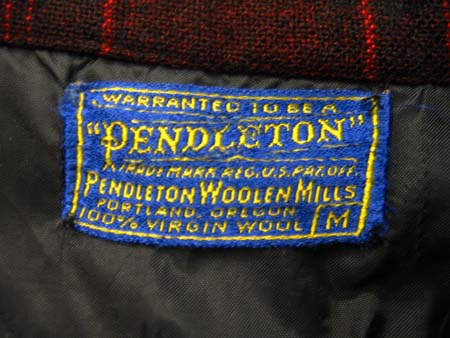 WARRANTED TO BE A
"PENDLETON"
TRADE MARK REG. U.S. PAT. OFF.
PENDLETON WOOLEN MILLS
PORTLAND, OREGON
100% VIRGIN WOOL M